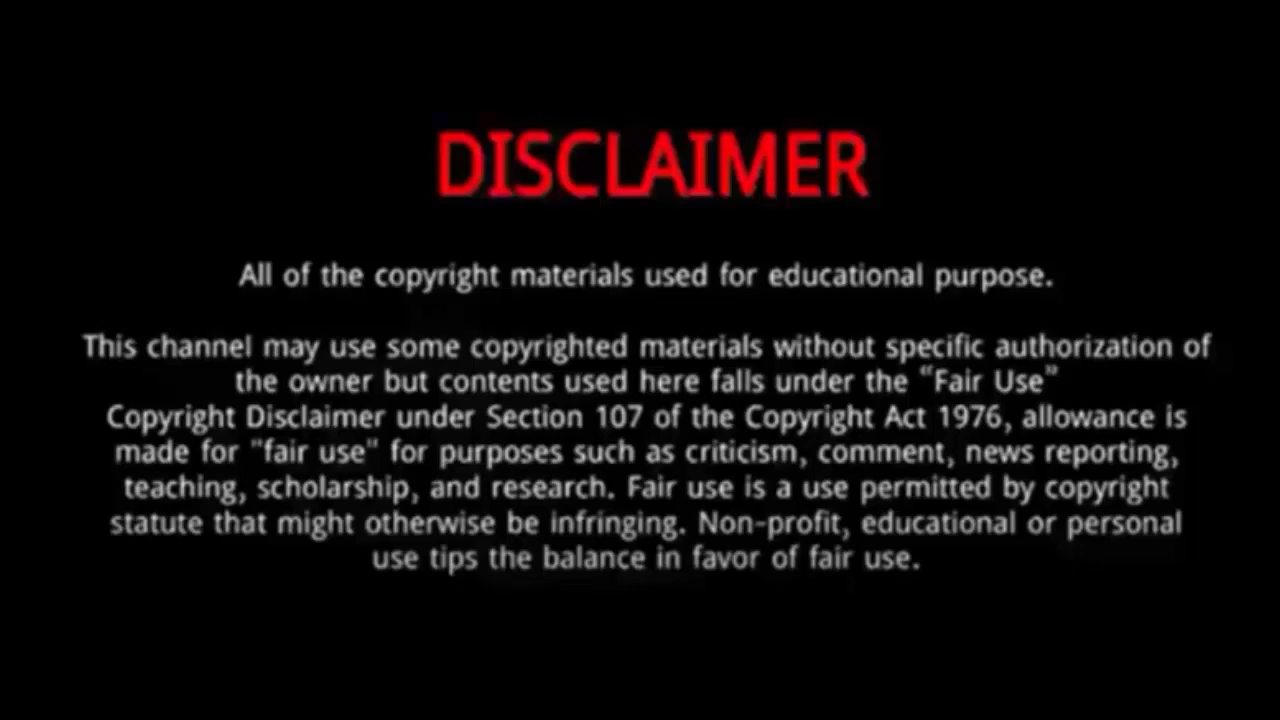 DISCLAIMER
All of the copyright materials used for educational purpose.
This channel may use some copyrighted materials without specific authorization of
the owner but contents used here falls under the “Fair Use”
Copyright Disclaimer under Section 107 of the Copyright Act 1976, allowance is
made for "fair use" for purposes such as criticism, comment, news reporting,
teaching, scholarship, and research. Fair use is a use permitted by copyright
statute that might otherwise be infringing. Non-profit, educational or personal
use tips the balance in favor of fair use.